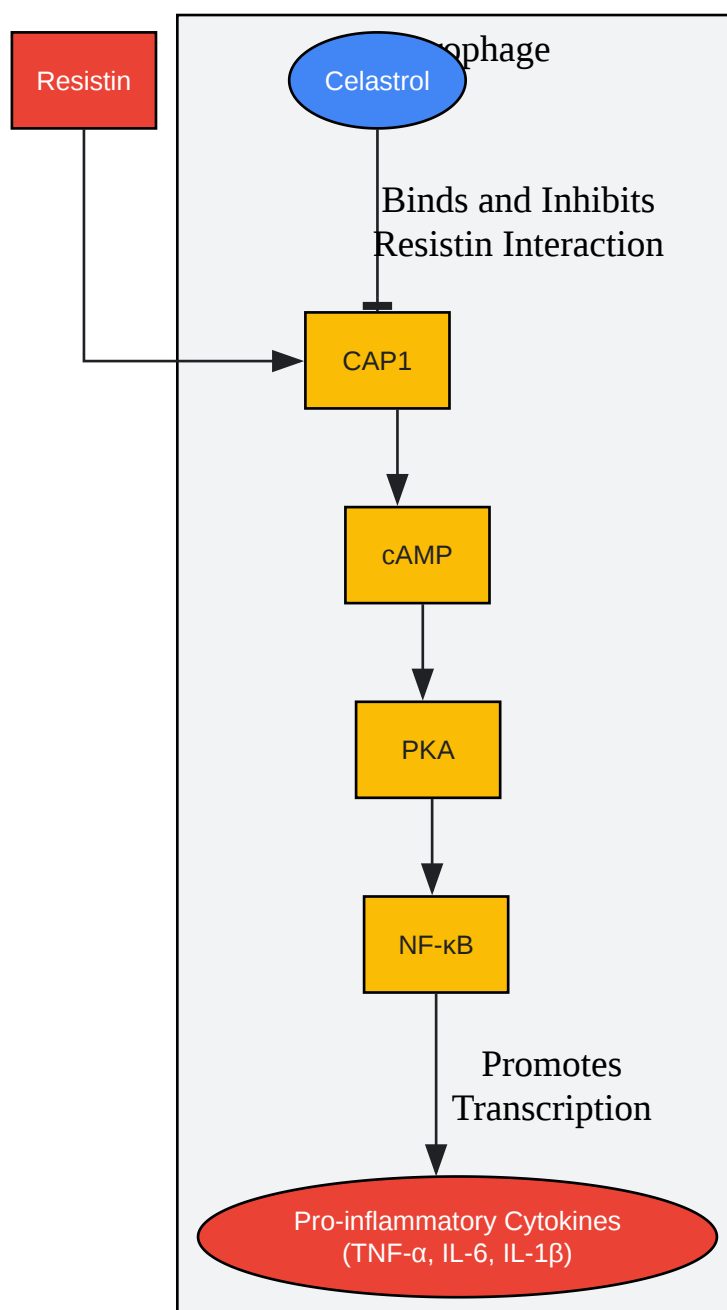 Resistin
Celastrol
ophage
Binds and Inhibits
Resistin Interaction
CAP1
cAMP
PKA
NF-κB
Promotes
Transcription
Pro-inflammatory Cytokines
(TNF-α, IL-6, IL-1β)